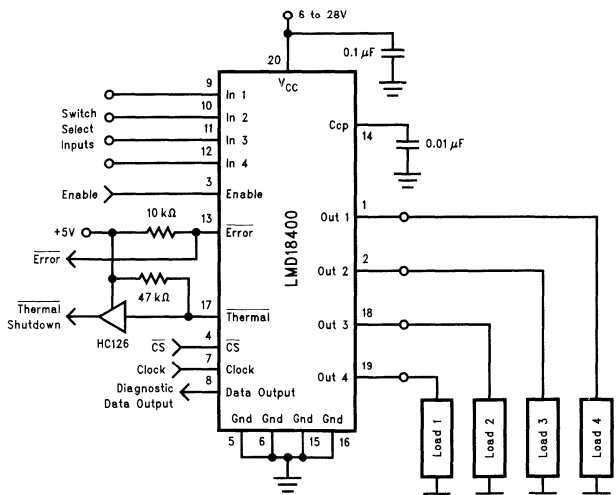 6 to 28V
0.1 μF
20
VCC
9
In 1
10
In 2
11
In 3
12
In 4
Switch
Select
Inputs
Ccp
14
0.01 μF
3
Enable
Enable
+5V
10 kΩ
13
Error
Error
47 kΩ
17
Thermal
Thermal
Shutdown
HC126
4
CS
CS
7
Clock
Clock
8
Diagnostic
Data Output
Data Output
LMD18400
1
Out 1
2
Out 2
18
Out 3
19
Out 4
Gnd Gnd Gnd Gnd
5 6 15 16
Load 1
Load 2
Load 3
Load 4